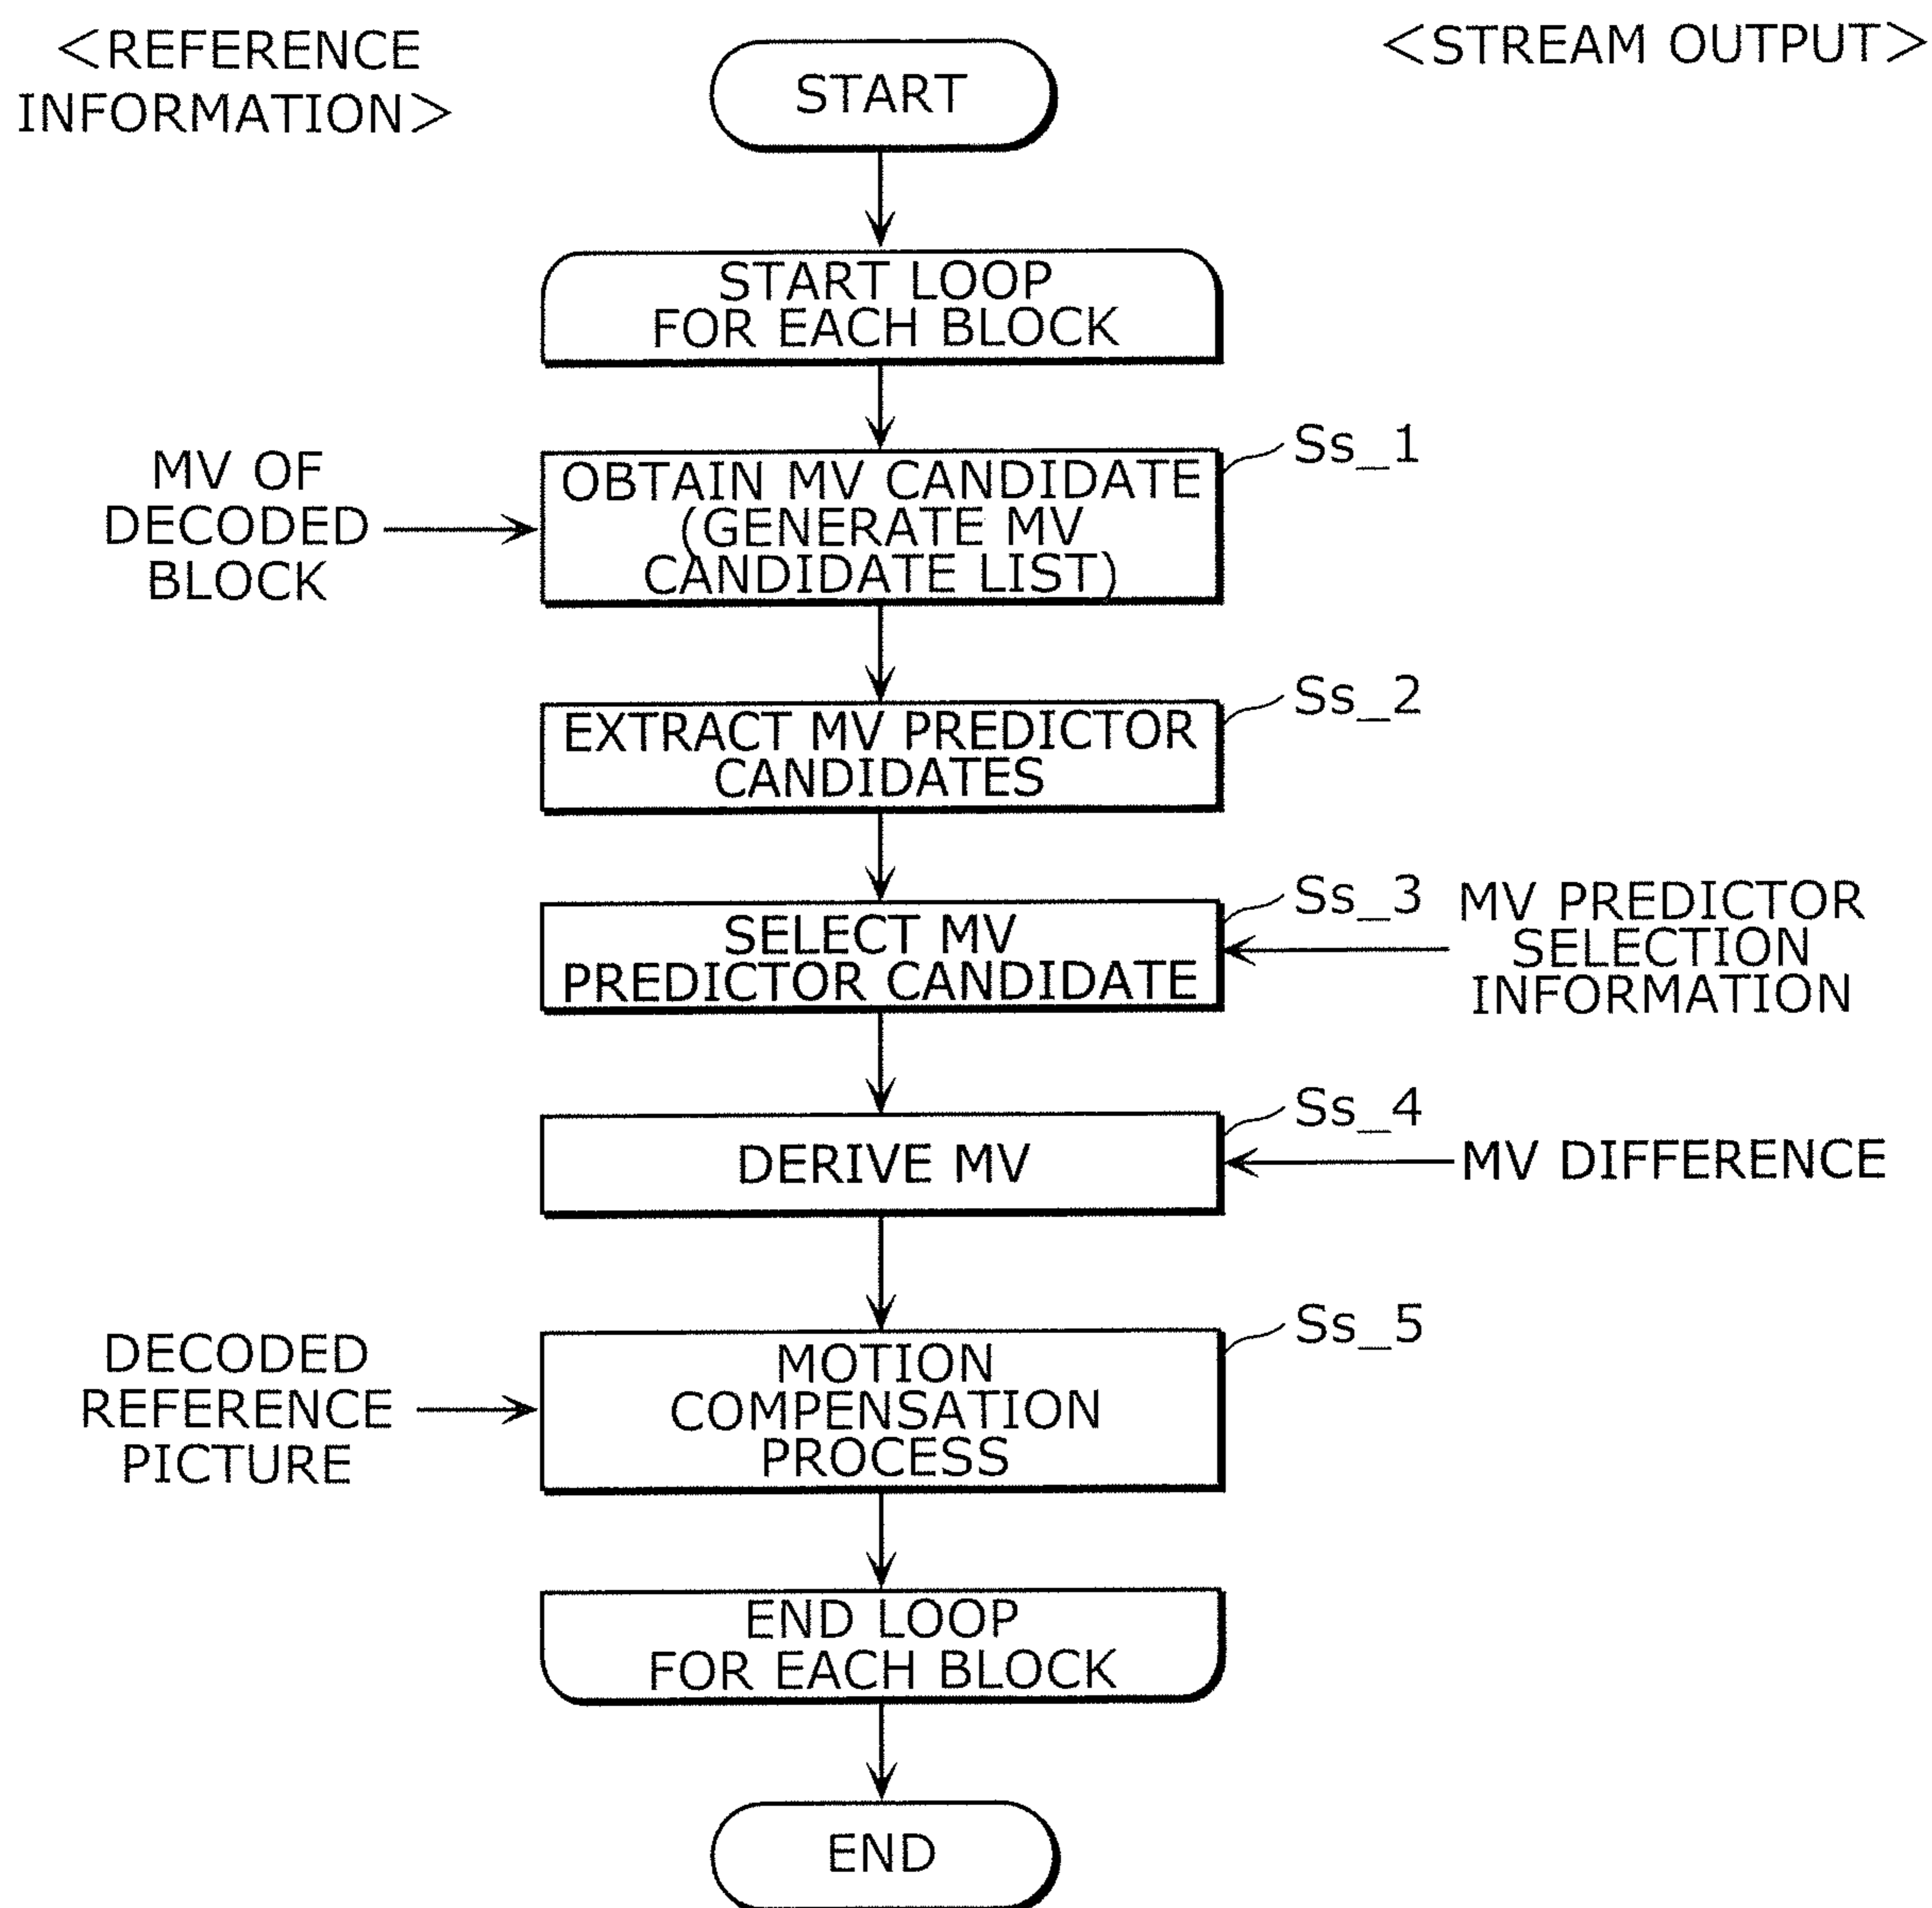 <REFERENCE
INFORMATION>
<STREAM OUTPUT>
START
START LOOP
FOR EACH BLOCK
MV OF
DECODED
BLOCK
OBTAIN MV CANDIDATE
(GENERATE MV
CANDIDATE LIST)
Ss_1
EXTRACT MV PREDICTOR
CANDIDATES
Ss_2
SELECT MV
PREDICTOR CANDIDATE
Ss_3
MV PREDICTOR
SELECTION
INFORMATION
DERIVE MV
Ss_4
MV DIFFERENCE
DECODED
REFERENCE
PICTURE
MOTION
COMPENSATION
PROCESS
Ss_5
END LOOP
FOR EACH BLOCK
END